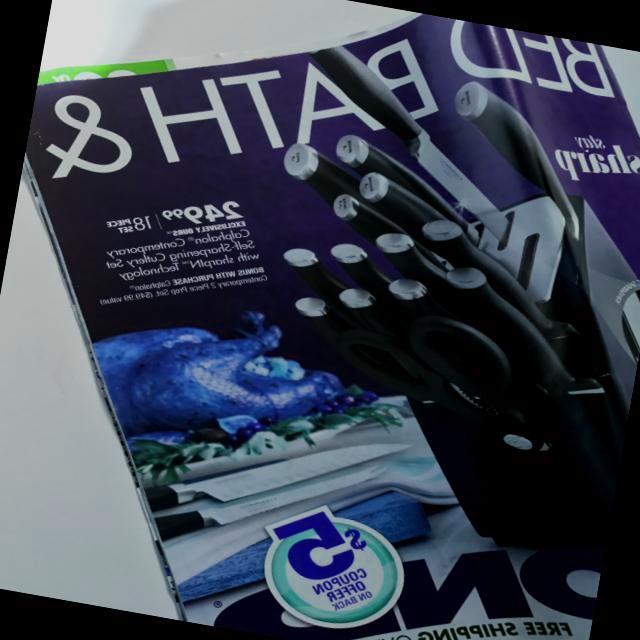 BED
BATH &
stay
sharp
249.99 | 18 PIECE SET
EXCLUSIVELY OURS
Calphalon® Contemporary
Self-Sharpening Cutlery Set
with SharpIN™ Technology
BONUS WITH PURCHASE Calphalon®
Contemporary 2 Piece Prep Set ($49.99 value)
$5
COUPON
OFFER
ON BACK
FREE SHIPPING